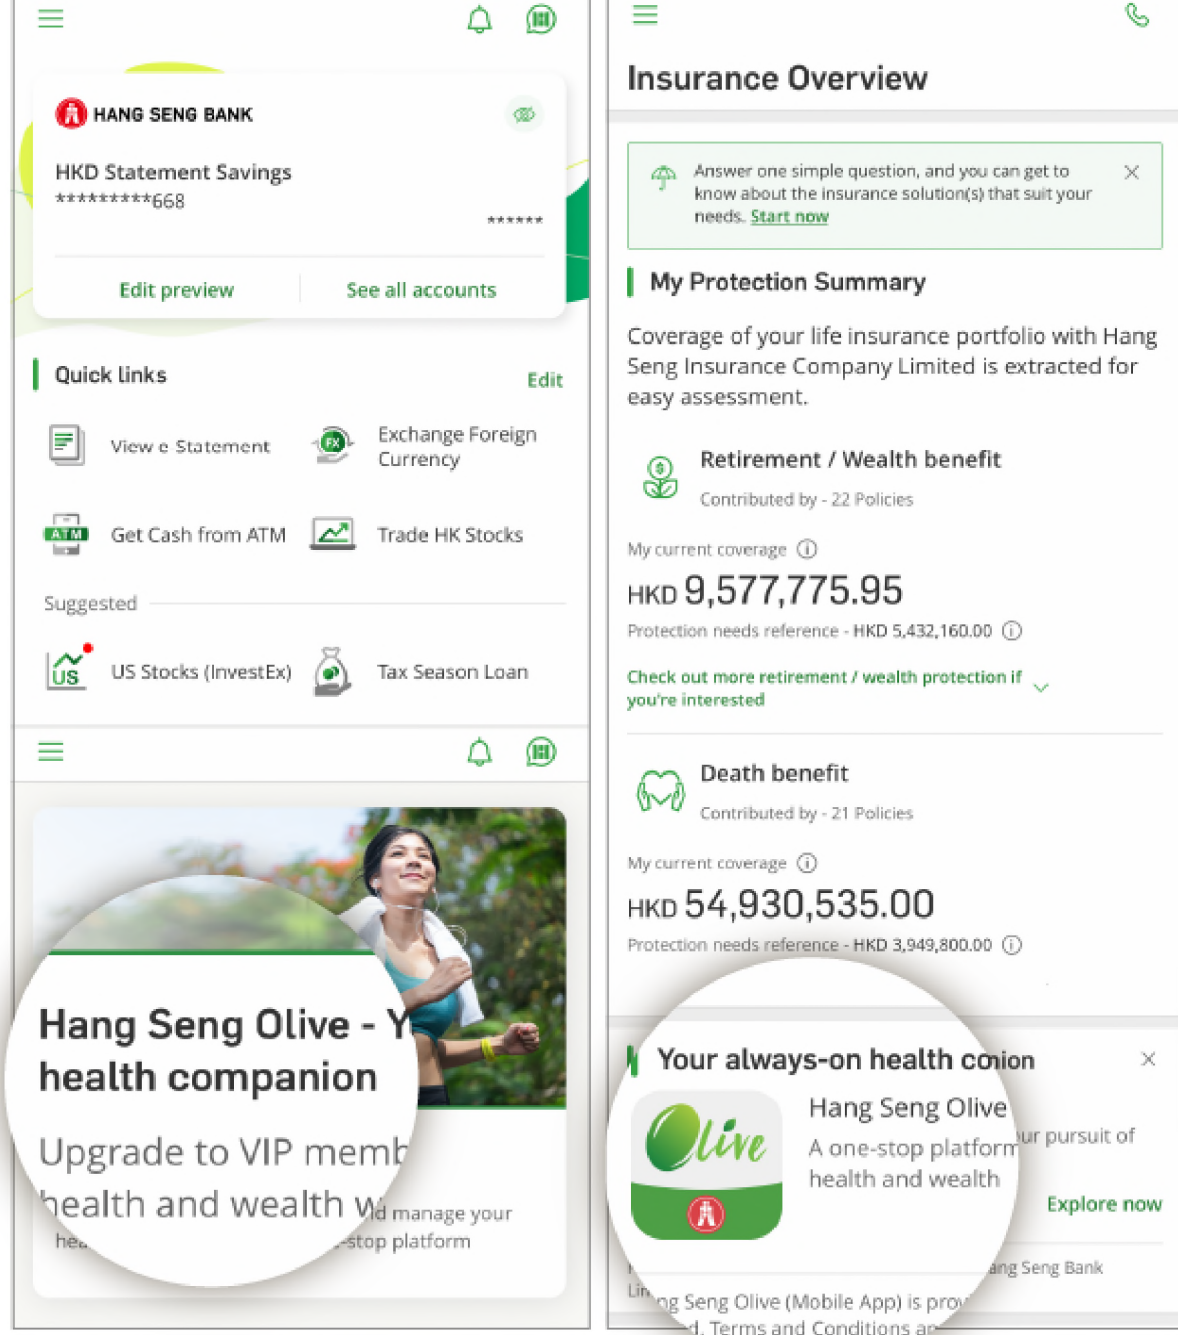 HANG SENG BANK
HKD Statement Savings
*********668
******
Edit preview
See all accounts
Quick links
Edit
View e-Statement
Exchange Foreign
Currency
FX
ATM
Get Cash from ATM
Trade HK Stocks
Suggested
US
US Stocks (InvestEx)
Tax Season Loan
Hang Seng Olive - Y
health companion
Upgrade to VIP memb
health and wealth w
d manage your
hea
-stop platform
Insurance Overview
Answer one simple question, and you can get to
know about the insurance solution(s) that suit your
needs. Start now
My Protection Summary
Coverage of your life insurance portfolio with Hang
Seng Insurance Company Limited is extracted for
easy assessment.
Retirement / Wealth benefit
Contributed by - 22 Policies
My current coverage
HKD 9,577,775.95
Protection needs reference - HKD 5,432,160.00
Check out more retirement / wealth protection if
you're interested
Death benefit
Contributed by - 21 Policies
My current coverage
HKD 54,930,535.00
Protection needs reference - HKD 3,949,800.00
Your always-on health co nion
Olive
Hang Seng Olive
A one-stop platform ur pursuit of
health and wealth
Explore now
ang Seng Bank
Lim
ng Seng Olive (Mobile App) is prov
d. Terms and Conditions ap